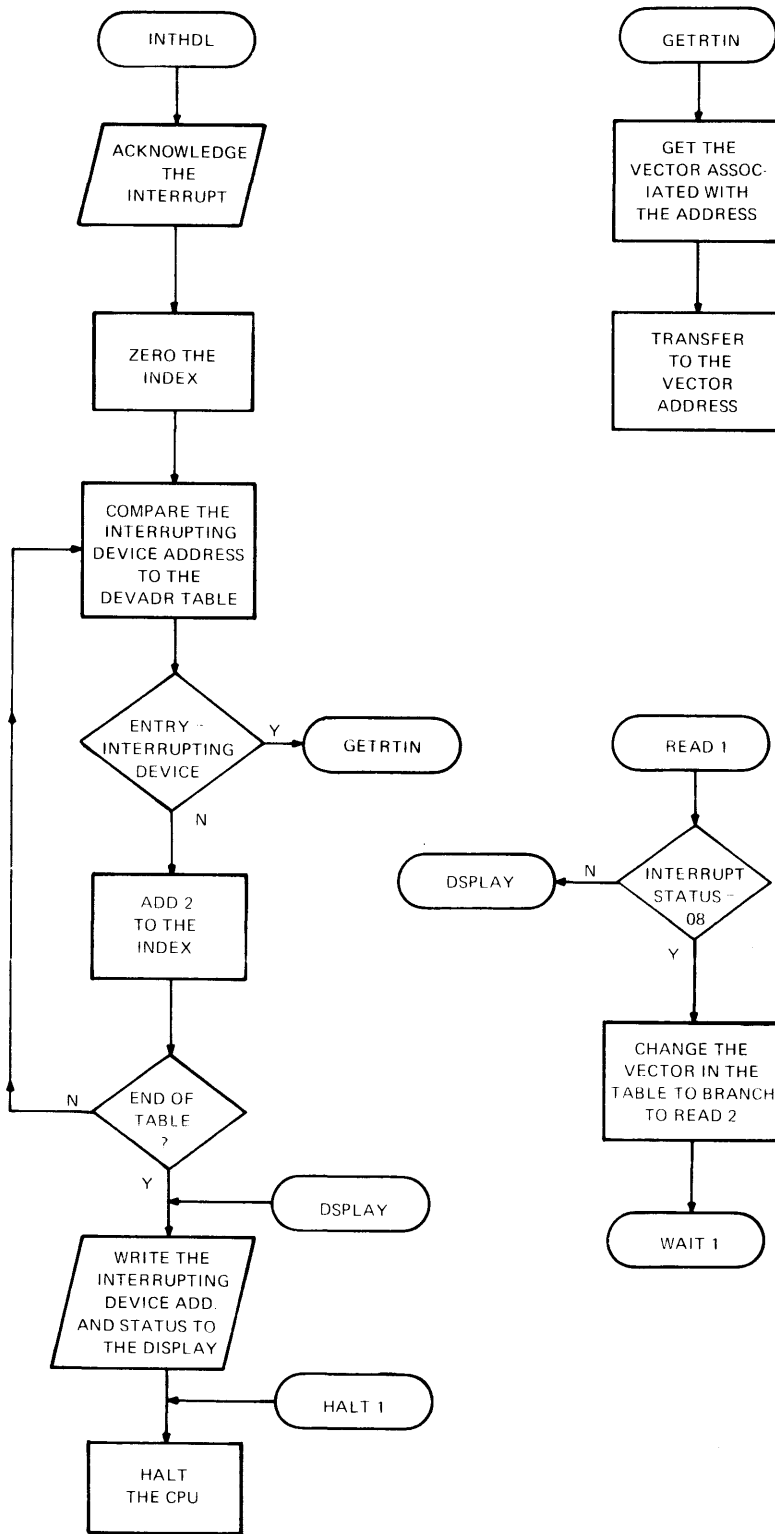 INTHDL
ACKNOWLEDGE
THE
INTERRUPT
ZERO THE
INDEX
COMPARE THE
INTERRUPTING
DEVICE ADDRESS
TO THE
DEVADR TABLE
ENTRY -
INTERRUPTING
DEVICE
Y
GETRTIN
N
ADD 2
TO THE
INDEX
END OF
TABLE
?
N
Y
DSPLAY
WRITE THE
INTERRUPTING
DEVICE ADD.
AND STATUS TO
THE DISPLAY
HALT 1
HALT
THE CPU
GETRTIN
GET THE
VECTOR ASSOC-
IATED WITH
THE ADDRESS
TRANSFER
TO THE
VECTOR
ADDRESS
READ 1
INTERRUPT
STATUS -
08
N
DSPLAY
Y
CHANGE THE
VECTOR IN THE
TABLE TO BRANCH
TO READ 2
WAIT 1